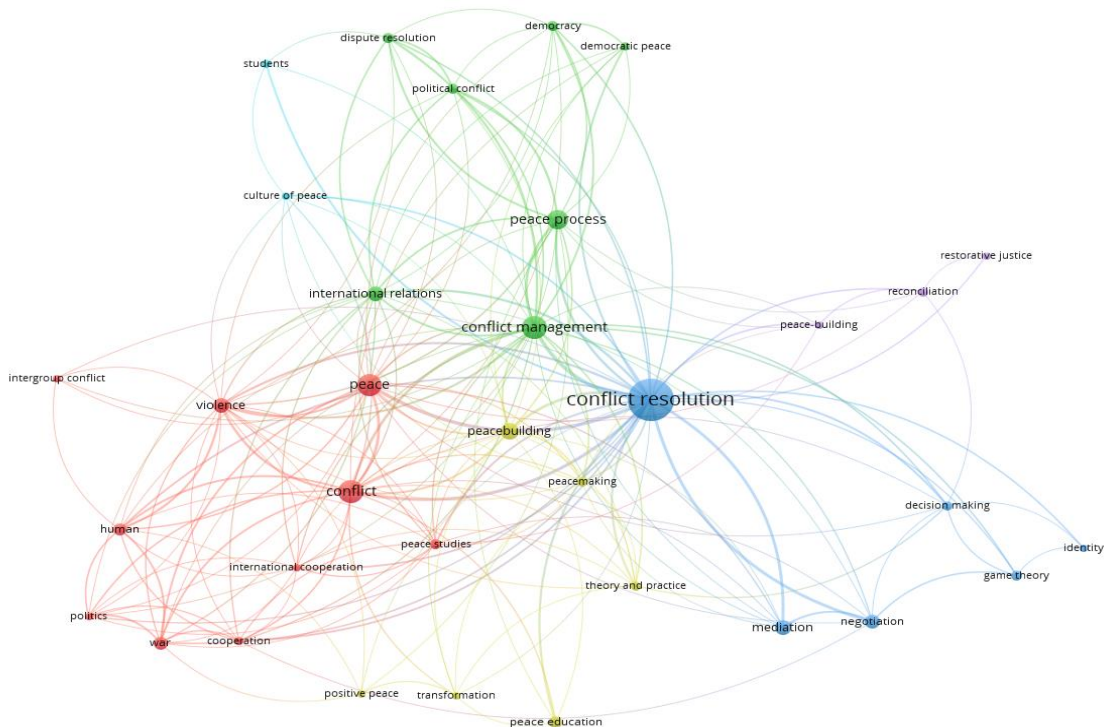 democracy
dispute resolution
democratic peace
students
political conflict
culture of peace
peace process
restorative justice
reconciliation
international relations
peace-building
conflict management
intergroup conflict
peace
conflict resolution
violence
peacebuilding
peacemaking
conflict
decision making
human
peace studies
identity
international cooperation
game theory
theory and practice
politics
negotiation
mediation
war
cooperation
positive peace
transformation
peace education